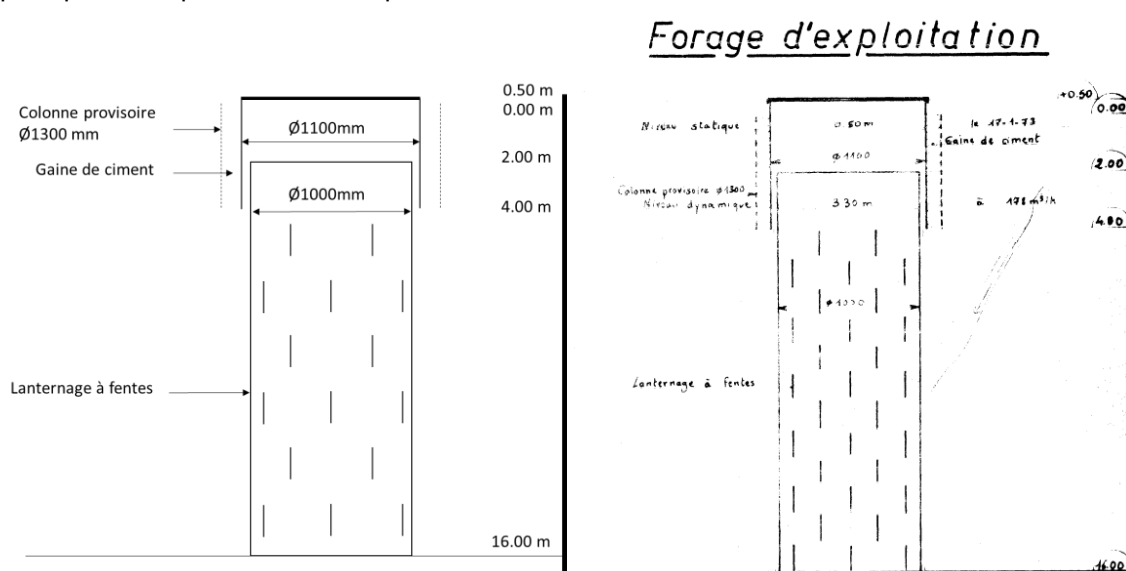 Forage d'exploitation
0.50 m
0.00 m
Colonne provisoire
Ø1300 mm
Ø1100mm
Gaine de ciment
2.00 m
Ø1000mm
4.00 m
Lanternage à fentes
16.00 m
+0.50
0.00
Niveau statique
0.80 m
le 17-1-73
Gaine de ciment
ø1100
2.00
Colonne provisoire ø1300
Niveau dynamique
3.30 m
à 178 m³/h
4.00
ø1000
Lanternage à fentes
16.00